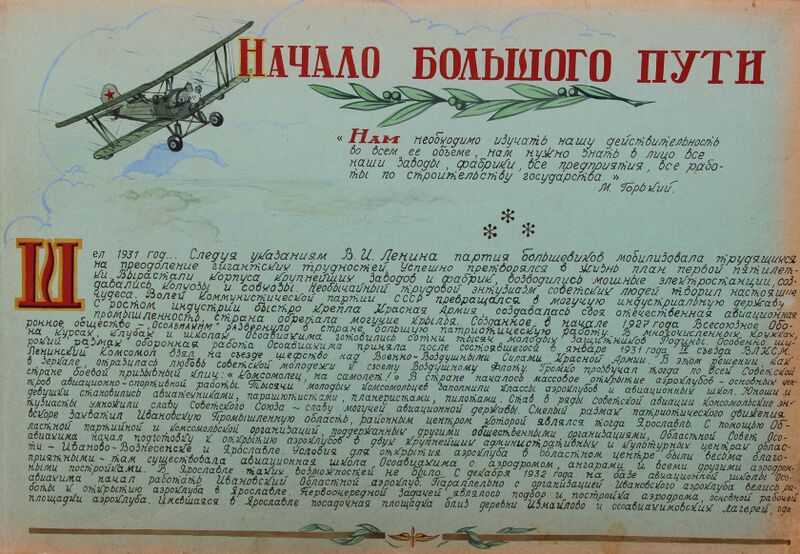 НАЧАЛО БОЛЬШОГО ПУТИ
« НАМ необходимо изучать нашу действительность
во всем ее объеме, нам нужно знать в лицо все
наши заводы, фабрики, все предприятия, все рабо-
ты по строительству государства »
М. Горький.
* * *
Шел 1931 год... Следуя указаниям В. И. Ленина партия большевиков мобилизовала трудящихся
на преодоление гигантских трудностей. Успешно претворялся в жизнь план первой пятилет-
ки. Вырастали корпуса крупнейших заводов и фабрик, возводились мощные электростанции, соз-
давались колхозы и совхозы. Необычайный трудовой энтузиазм советских людей творил настоящие
чудеса. Волей Коммунистической партии СССР превращался в могучую индустриальную державу.
С ростом индустрии быстро крепла Красная Армия создавалась своя отечественная авиационная
промышленность, страна обретала могучие крылья. Созданное в начале 1927 года Всесоюзное Обо-
ронное общество - „Осоавиахим" развернуло в стране большую патриотическую работу. В многочисленных кружках,
на курсах, клубах и школах Осоавиахима готовились сотни тысяч молодых защитников Родины. Особенно ши-
рокий размах оборонная работа Осоавиахима приняла после состоявшегося в январе 1931 года IX съезда ВЛКСМ.
Ленинский Комсомол взял на съезде шефство над Военно-Воздушными Силами Красной Армии. В этом решении, как
в зеркале отразилась любовь советской молодежи к своему Воздушному флоту. Громко прозвучал тогда по всей Советской
стране боевой призывный клич: «Комсомолец, на самолет!» В стране началось массовое открытие аэроклубов - основных цен-
тров авиационно-спортивной работы. Тысячи молодых комсомольцев заполнили классы аэроклубов и авиационных школ. Юноши и
девушки становились авиатехниками, парашютистами, планеристами, пилотами. Став в ряды Советской авиации комсомольские эн-
тузиасты умножили славу Советского Союза - славу могучей авиационной державы. Смелый размах патриотического движения
вскоре захватил Ивановскую Промышленную область, районным центром которой являлся тогда Ярославль. С помощью Об-
ластной партийной и комсомольской организаций, поддержанных другими общественными организациями, Областной Совет Осо-
авиахима начал подготовку к открытию аэроклубов в двух крупнейших административных и культурных центрах облас-
ти - Иваново-Вознесенске и Ярославле. Условия для открытия аэроклуба в областном центре были весьма благо-
приятными - там существовала авиационная школа Осоавиахима с аэродромом, ангарами и всеми другими аэродром-
ными постройками. В Ярославле таких возможностей не было. С декабря 1932 года на базе авиационной школы Осо-
авиахима начал работать Ивановский Областной аэроклуб. Параллельно с организацией Ивановского аэроклуба велись ра-
боты к открытию аэроклуба в Ярославле. Первоочередной задачей являлось подбор и постройка аэродрома, основной рабочей
площадки аэроклуба. Имевшаяся в Ярославле посадочная площадка близ деревни Измайлово и осоавиахимовских лагерей, где